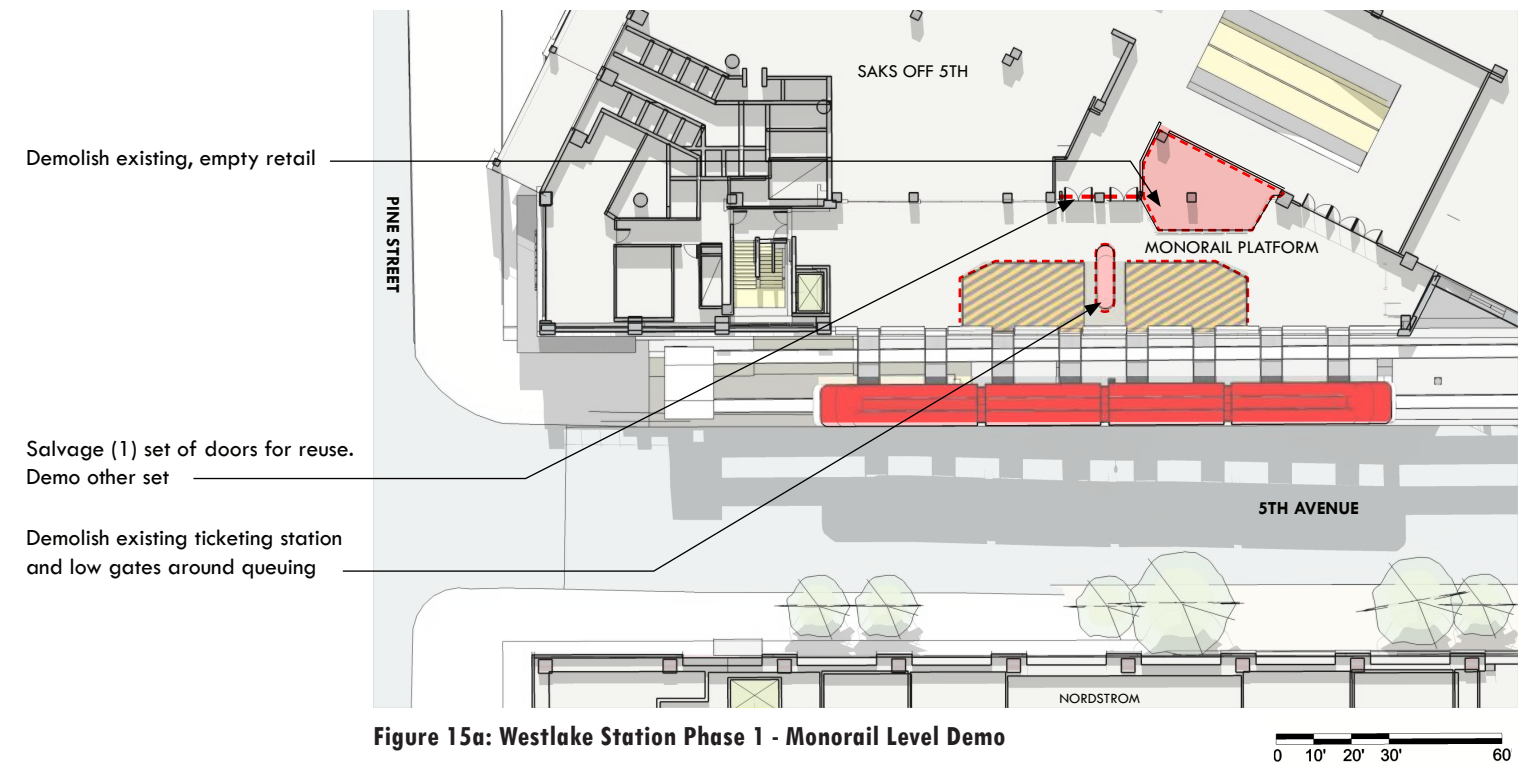 SAKS OFF 5TH
Demolish existing, empty retail
PINE STREET
MONORAIL PLATFORM
Salvage (1) set of doors for reuse.
Demo other set
5TH AVENUE
Demolish existing ticketing station
and low gates around queuing
NORDSTROM
Figure 15a: Westlake Station Phase 1 - Monorail Level Demo
0 10' 20' 30' 60